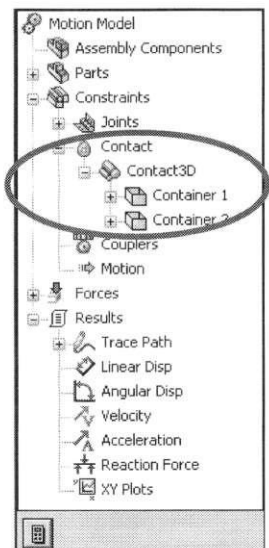 Motion Model
Assembly Components
Parts
Constraints
Joints
Contact
Contact3D
Container 1
Container 2
Couplers
Motion
Forces
Results
Trace Path
Linear Disp
Angular Disp
Velocity
Acceleration
Reaction Force
XY Plots